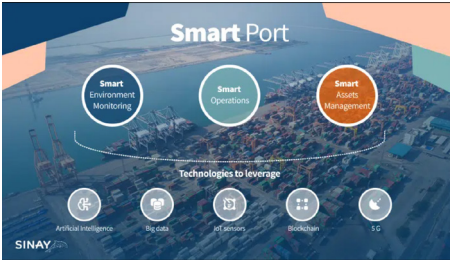 Smart Port
Smart
Environment
Monitoring
Smart
Operations
Smart
Assets
Management
Technologies to leverage
Artificial Intelligence
Big data
IoT sensors
Blockchain
5 G
SINAY